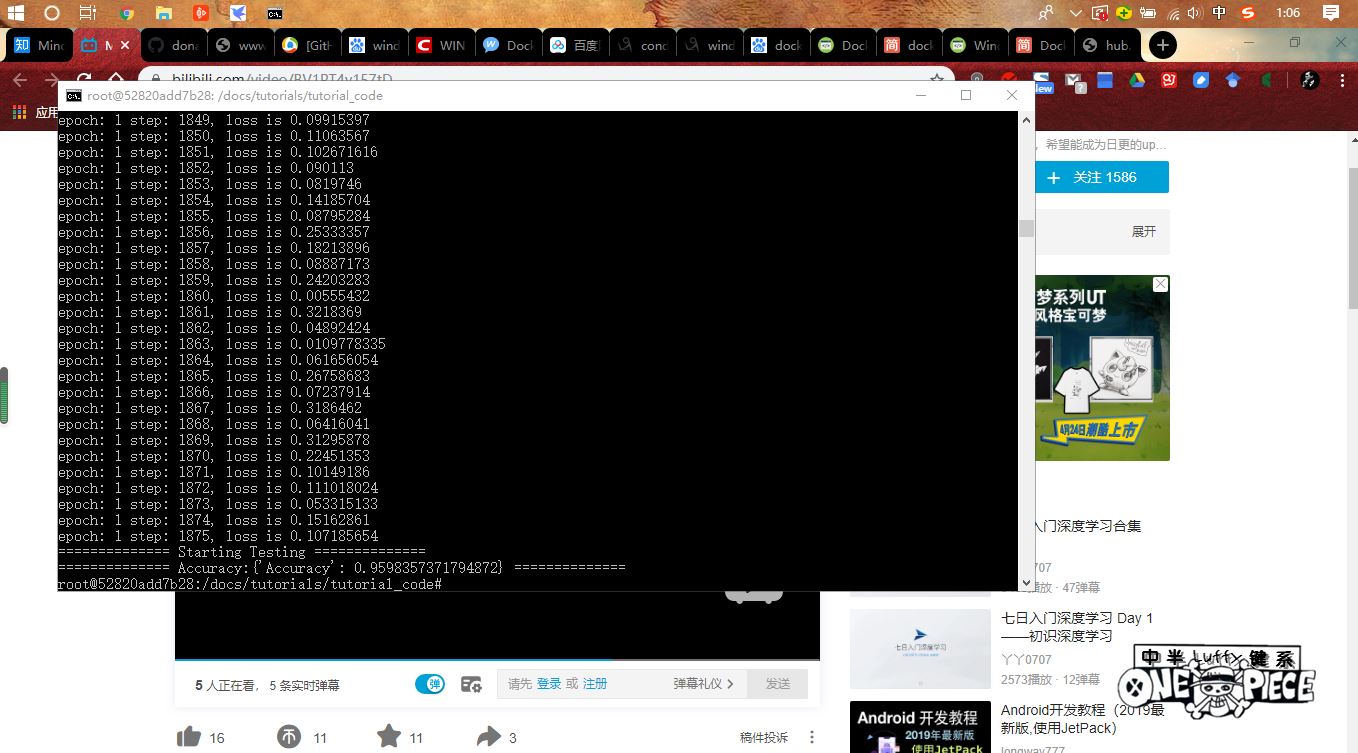 中
1:06
知 Minc
M
dona
www
[Git
wind
WIN
Dock
百度
conc
wind
dock
Docl
dock
Win
Docl
hub.
bilibili.com/video/BV1PT4y157tD
New
应用
root@52820add7b28: /docs/tutorials/tutorial_code
epoch: 1 step: 1849, loss is 0.09915397
epoch: 1 step: 1850, loss is 0.11063567
epoch: 1 step: 1851, loss is 0.102671616
epoch: 1 step: 1852, loss is 0.090113
epoch: 1 step: 1853, loss is 0.0819746
epoch: 1 step: 1854, loss is 0.14185704
epoch: 1 step: 1855, loss is 0.08795284
epoch: 1 step: 1856, loss is 0.25333357
epoch: 1 step: 1857, loss is 0.18213896
epoch: 1 step: 1858, loss is 0.08887173
epoch: 1 step: 1859, loss is 0.24203283
epoch: 1 step: 1860, loss is 0.00555432
epoch: 1 step: 1861, loss is 0.3218369
epoch: 1 step: 1862, loss is 0.04892424
epoch: 1 step: 1863, loss is 0.0109778335
epoch: 1 step: 1864, loss is 0.061656054
epoch: 1 step: 1865, loss is 0.26758683
epoch: 1 step: 1866, loss is 0.07237914
epoch: 1 step: 1867, loss is 0.3186462
epoch: 1 step: 1868, loss is 0.06416041
epoch: 1 step: 1869, loss is 0.31295878
epoch: 1 step: 1870, loss is 0.22451353
epoch: 1 step: 1871, loss is 0.10149186
epoch: 1 step: 1872, loss is 0.111018024
epoch: 1 step: 1873, loss is 0.053315133
epoch: 1 step: 1874, loss is 0.15162861
epoch: 1 step: 1875, loss is 0.107185654
============== Starting Testing ==============
============== Accuracy:{'Accuracy': 0.9598357371794872} ==============
root@52820add7b28:/docs/tutorials/tutorial_code#
，希望能成为日更的up...
+ 关注 1586
展开
梦系列UT
风格宝可梦
4月24日潮酷上市
入门深度学习合集
707
播放 · 47弹幕
七日入门深度学习
七日入门深度学习 Day 1
——初识深度学习
丫丫0707
2573播放 · 12弹幕
Android 开发教程
2019年最新版
使用JetPack
Android开发教程（2019最
新版,使用JetPack）
longway777
5 人正在看， 5 条实时弹幕
弹
请先 登录 或 注册
弹幕礼仪 >
发送
16
11
11
3
稿件投诉
中 半 Luffy 键 系
ONE PIECE